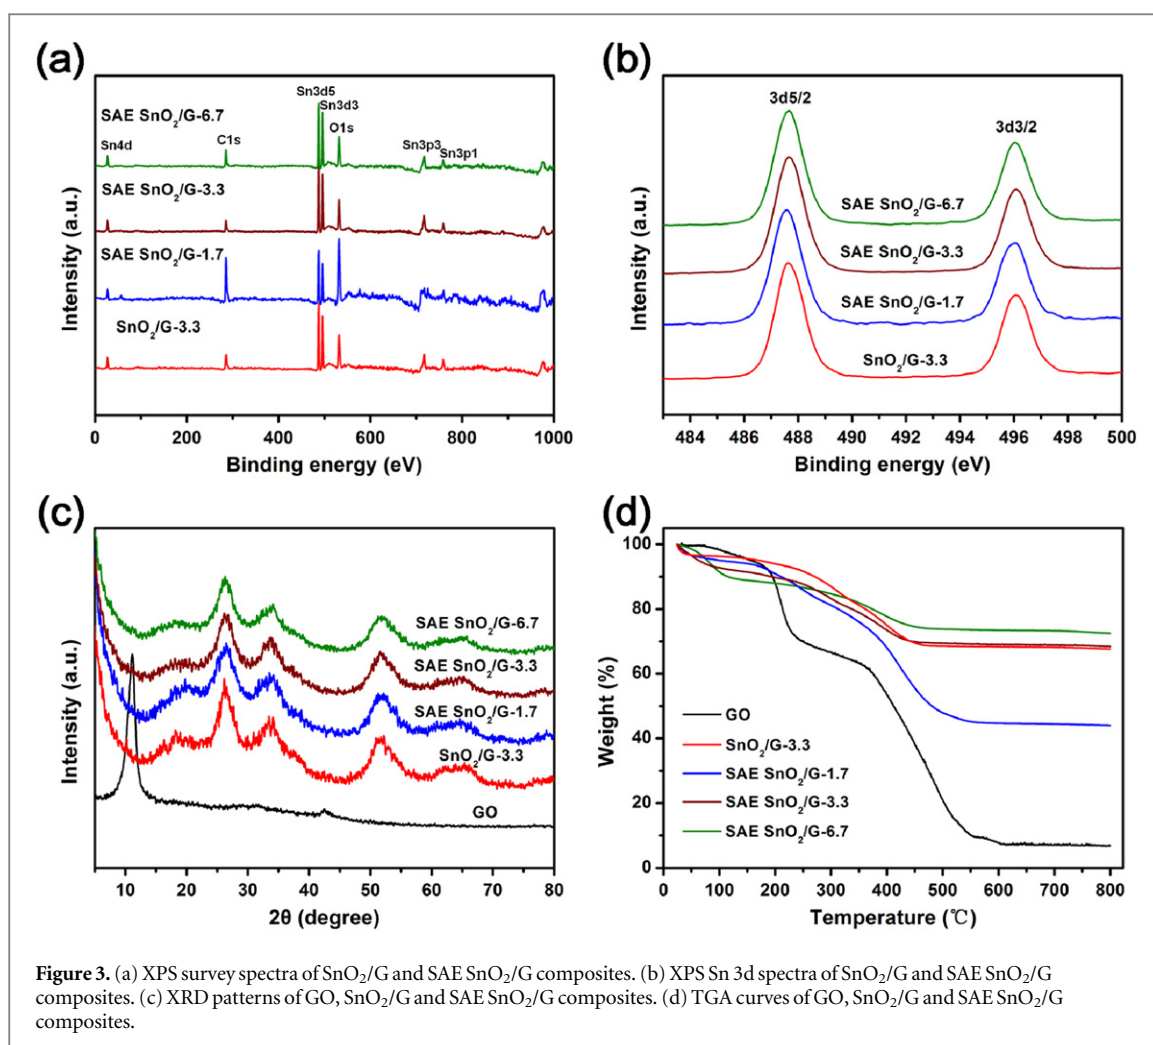 (a)
SAE SnO2/G-6.7
Sn4d
C1s
Sn3d5
Sn3d3
O1s
Sn3p3
Sn3p1
SAE SnO2/G-3.3
SAE SnO2/G-1.7
SnO2/G-3.3
Intensity (a.u.)
0 200 400 600 800 1000
Binding energy (eV)
(b)
3d5/2
3d3/2
SAE SnO2/G-6.7
SAE SnO2/G-3.3
SAE SnO2/G-1.7
SnO2/G-3.3
Intensity (a.u.)
484 486 488 490 492 494 496 498 500
Binding energy (eV)
(c)
SAE SnO2/G-6.7
SAE SnO2/G-3.3
SAE SnO2/G-1.7
SnO2/G-3.3
GO
Intensity (a.u.)
10 20 30 40 50 60 70 80
2θ (degree)
(d)
100
80
60
40
20
0
Weight (%)
GO
SnO2/G-3.3
SAE SnO2/G-1.7
SAE SnO2/G-3.3
SAE SnO2/G-6.7
0 100 200 300 400 500 600 700 800
Temperature (℃)
Figure 3. (a) XPS survey spectra of SnO2/G and SAE SnO2/G composites. (b) XPS Sn 3d spectra of SnO2/G and SAE SnO2/G
composites. (c) XRD patterns of GO, SnO2/G and SAE SnO2/G composites. (d) TGA curves of GO, SnO2/G and SAE SnO2/G
composites.